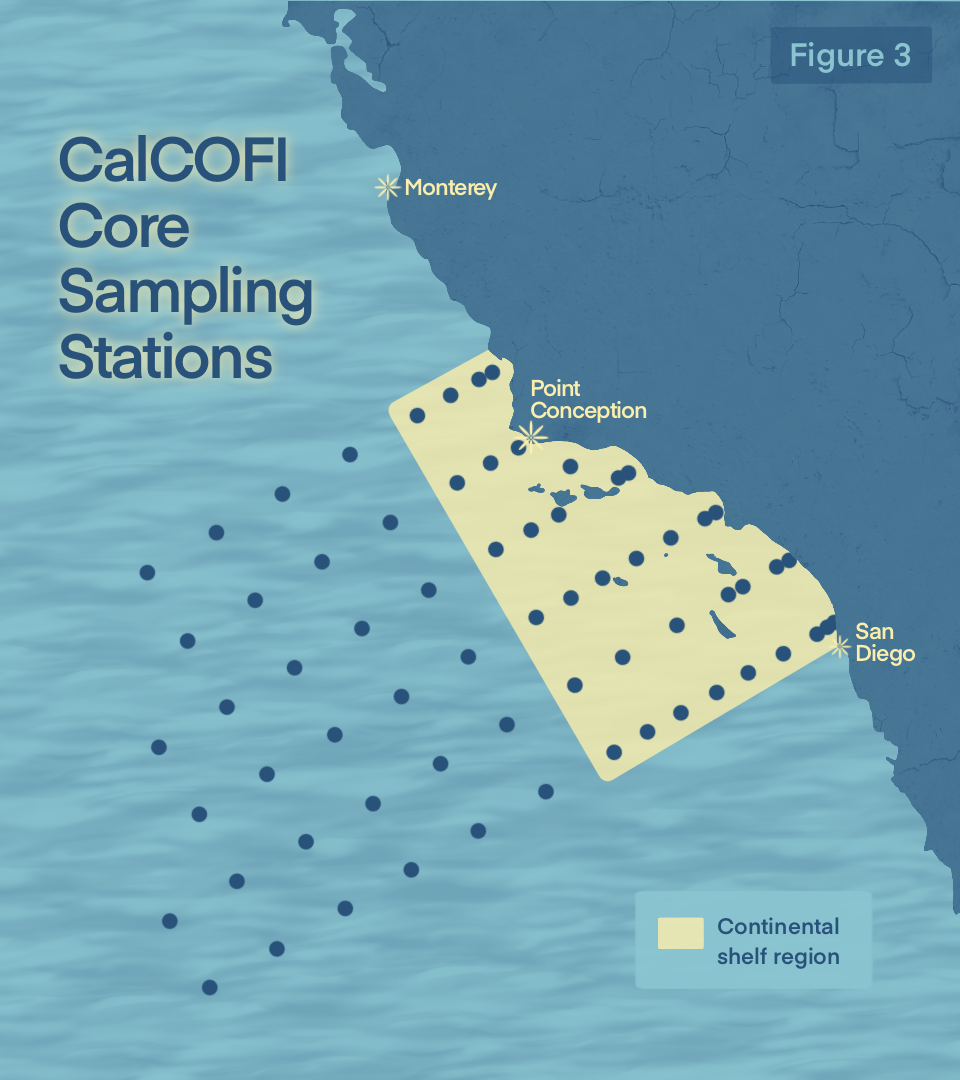 Figure 3
CalCOFI
Core
Sampling
Stations
Monterey
Point
Conception
San
Diego
Continental
shelf region